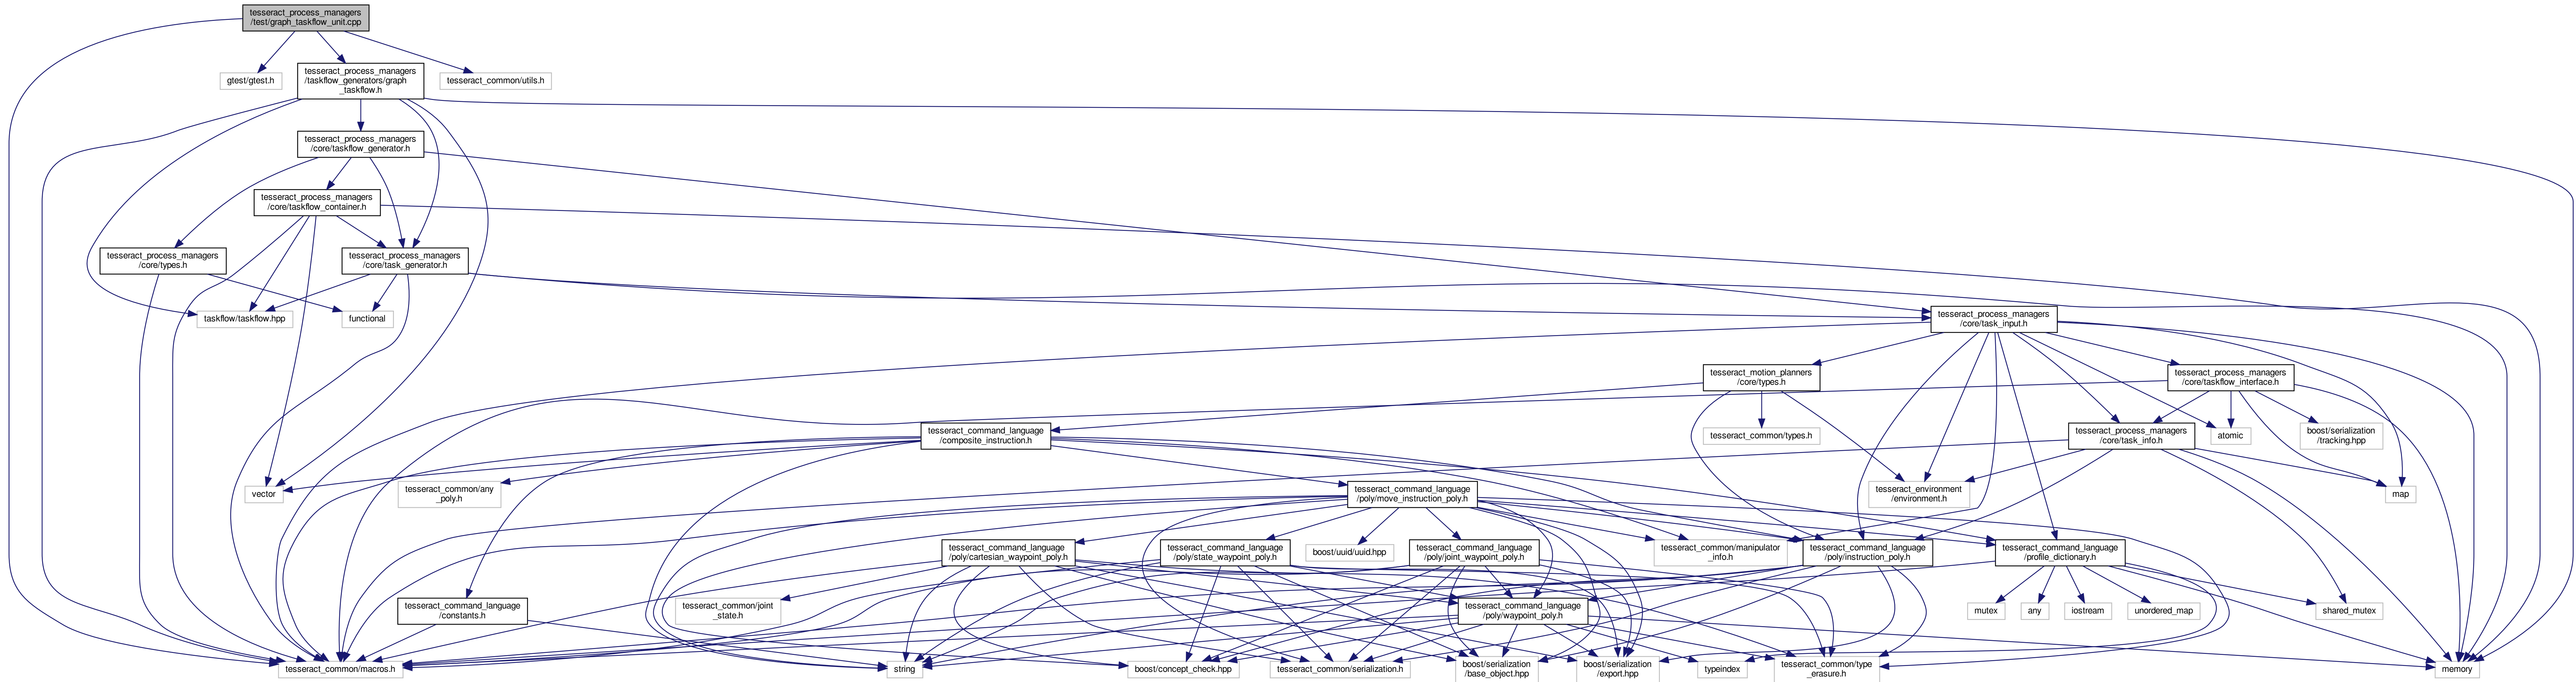 tesseract_process_managers
/test/graph_taskflow_unit.cpp
gtest/gtest.h
tesseract_process_managers
/taskflow_generators/graph
_taskflow.h
tesseract_common/utils.h
tesseract_process_managers
/core/taskflow_generator.h
tesseract_process_managers
/core/taskflow_container.h
tesseract_process_managers
/core/types.h
tesseract_process_managers
/core/task_generator.h
taskflow/taskflow.hpp
functional
tesseract_process_managers
/core/task_input.h
tesseract_motion_planners
/core/types.h
tesseract_process_managers
/core/taskflow_interface.h
tesseract_command_language
/composite_instruction.h
tesseract_common/types.h
tesseract_process_managers
/core/task_info.h
atomic
boost/serialization
/tracking.hpp
vector
tesseract_common/any
_poly.h
tesseract_command_language
/poly/move_instruction_poly.h
tesseract_environment
/environment.h
map
tesseract_command_language
/poly/cartesian_waypoint_poly.h
tesseract_command_language
/poly/state_waypoint_poly.h
boost/uuid/uuid.hpp
tesseract_command_language
/poly/joint_waypoint_poly.h
tesseract_common/manipulator
_info.h
tesseract_command_language
/poly/instruction_poly.h
tesseract_command_language
/profile_dictionary.h
tesseract_command_language
/constants.h
tesseract_common/joint
_state.h
tesseract_command_language
/poly/waypoint_poly.h
mutex
any
iostream
unordered_map
shared_mutex
tesseract_common/macros.h
string
boost/concept_check.hpp
tesseract_common/serialization.h
boost/serialization
/base_object.hpp
boost/serialization
/export.hpp
typeindex
tesseract_common/type
_erasure.h
memory